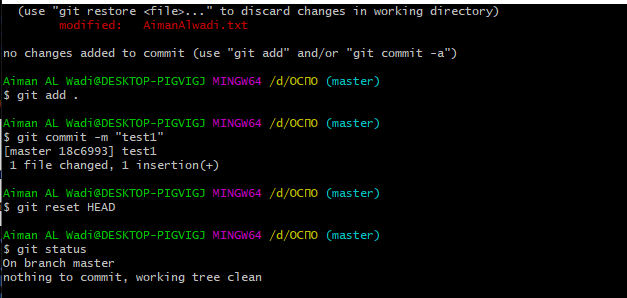 (use "git restore <file>..." to discard changes in working directory)
modified: AimanAlwadi.txt
no changes added to commit (use "git add" and/or "git commit -a")
Aiman AL Wadi@DESKTOP-PIGVIGJ MINGW64 /d/ОСПО (master)
$ git add .
Aiman AL Wadi@DESKTOP-PIGVIGJ MINGW64 /d/ОСПО (master)
$ git commit -m "test1"
[master 18c6993] test1
1 file changed, 1 insertion(+)
Aiman AL Wadi@DESKTOP-PIGVIGJ MINGW64 /d/ОСПО (master)
$ git reset HEAD
Aiman AL Wadi@DESKTOP-PIGVIGJ MINGW64 /d/ОСПО (master)
$ git status
On branch master
nothing to commit, working tree clean